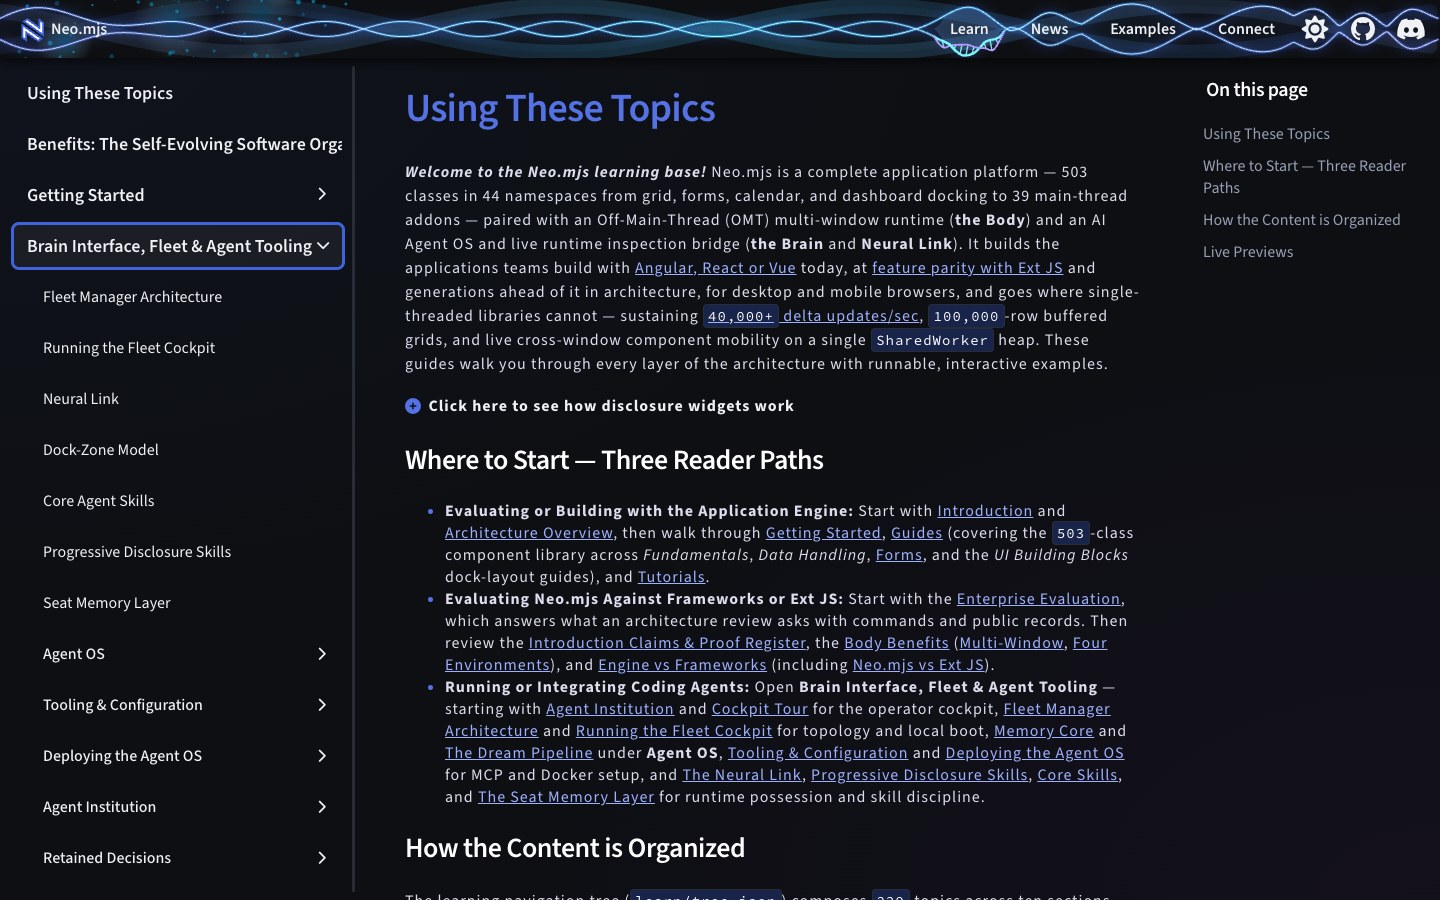 Neo.mjs
Learn
News
Examples
Connect
Using These Topics
Benefits: The Self-Evolving Software Orga
Getting Started
Brain Interface, Fleet & Agent Tooling
Fleet Manager Architecture
Running the Fleet Cockpit
Neural Link
Dock-Zone Model
Core Agent Skills
Progressive Disclosure Skills
Seat Memory Layer
Agent OS
Tooling & Configuration
Deploying the Agent OS
Agent Institution
Retained Decisions
Using These Topics
Welcome to the Neo.mjs learning base! Neo.mjs is a complete application platform — 503
classes in 44 namespaces from grid, forms, calendar, and dashboard docking to 39 main-thread
addons — paired with an Off-Main-Thread (OMT) multi-window runtime (the Body) and an AI
Agent OS and live runtime inspection bridge (the Brain and Neural Link). It builds the
applications teams build with Angular, React or Vue today, at feature parity with Ext JS and
generations ahead of it in architecture, for desktop and mobile browsers, and goes where single-
threaded libraries cannot — sustaining 40,000+ delta updates/sec, 100,000-row buffered
grids, and live cross-window component mobility on a single SharedWorker heap. These
guides walk you through every layer of the architecture with runnable, interactive examples.
Click here to see how disclosure widgets work
Where to Start — Three Reader Paths
Evaluating or Building with the Application Engine: Start with Introduction and
Architecture Overview, then walk through Getting Started, Guides (covering the 503-class
component library across Fundamentals, Data Handling, Forms, and the UI Building Blocks
dock-layout guides), and Tutorials.
Evaluating Neo.mjs Against Frameworks or Ext JS: Start with the Enterprise Evaluation,
which answers what an architecture review asks with commands and public records. Then
review the Introduction Claims & Proof Register, the Body Benefits (Multi-Window, Four
Environments), and Engine vs Frameworks (including Neo.mjs vs Ext JS).
Running or Integrating Coding Agents: Open Brain Interface, Fleet & Agent Tooling —
starting with Agent Institution and Cockpit Tour for the operator cockpit, Fleet Manager
Architecture and Running the Fleet Cockpit for topology and local boot, Memory Core and
The Dream Pipeline under Agent OS, Tooling & Configuration and Deploying the Agent OS
for MCP and Docker setup, and The Neural Link, Progressive Disclosure Skills, Core Skills,
and The Seat Memory Layer for runtime possession and skill discipline.
How the Content is Organized
The learning navigation tree (learn/tree.json) composes 220 topics across ten sections
On this page
Using These Topics
Where to Start — Three Reader
Paths
How the Content is Organized
Live Previews